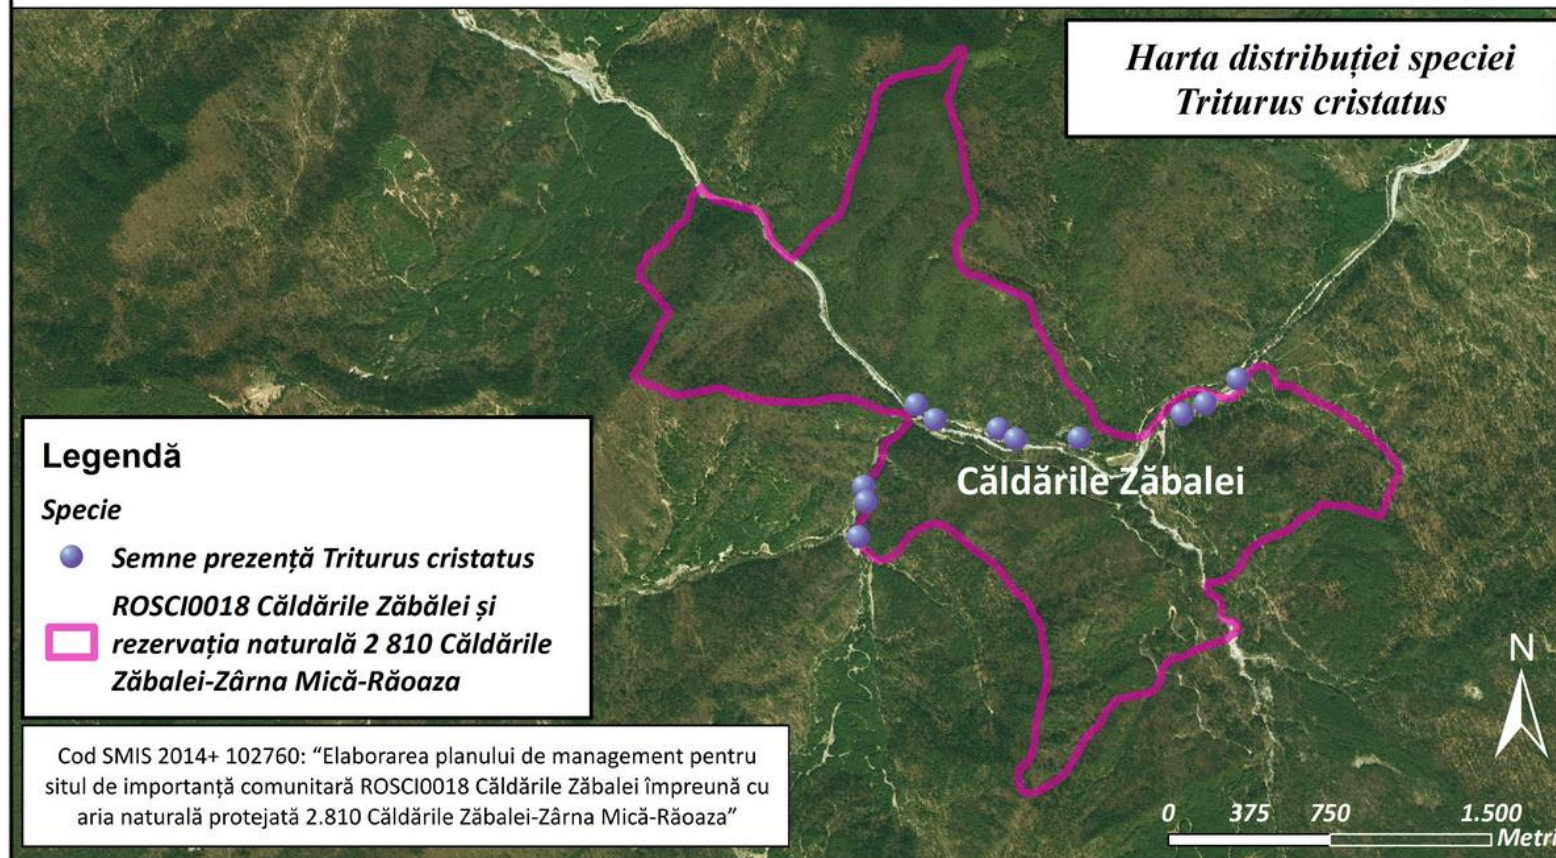 Harta distribuției speciei
Triturus cristatus
Căldările Zăbalei
Legendă
Specie
Semne prezență Triturus cristatus
ROSCI0018 Căldările Zăbălei și
rezervația naturală 2 810 Căldările
Zăbalei-Zârna Mică-Răoaza
Cod SMIS 2014+ 102760: “Elaborarea planului de management pentru
situl de importanță comunitară ROSCI0018 Căldările Zăbalei împreună cu
aria naturală protejată 2.810 Căldările Zăbalei-Zârna Mică-Răoaza”
N
0 375 750 1.500
Metri